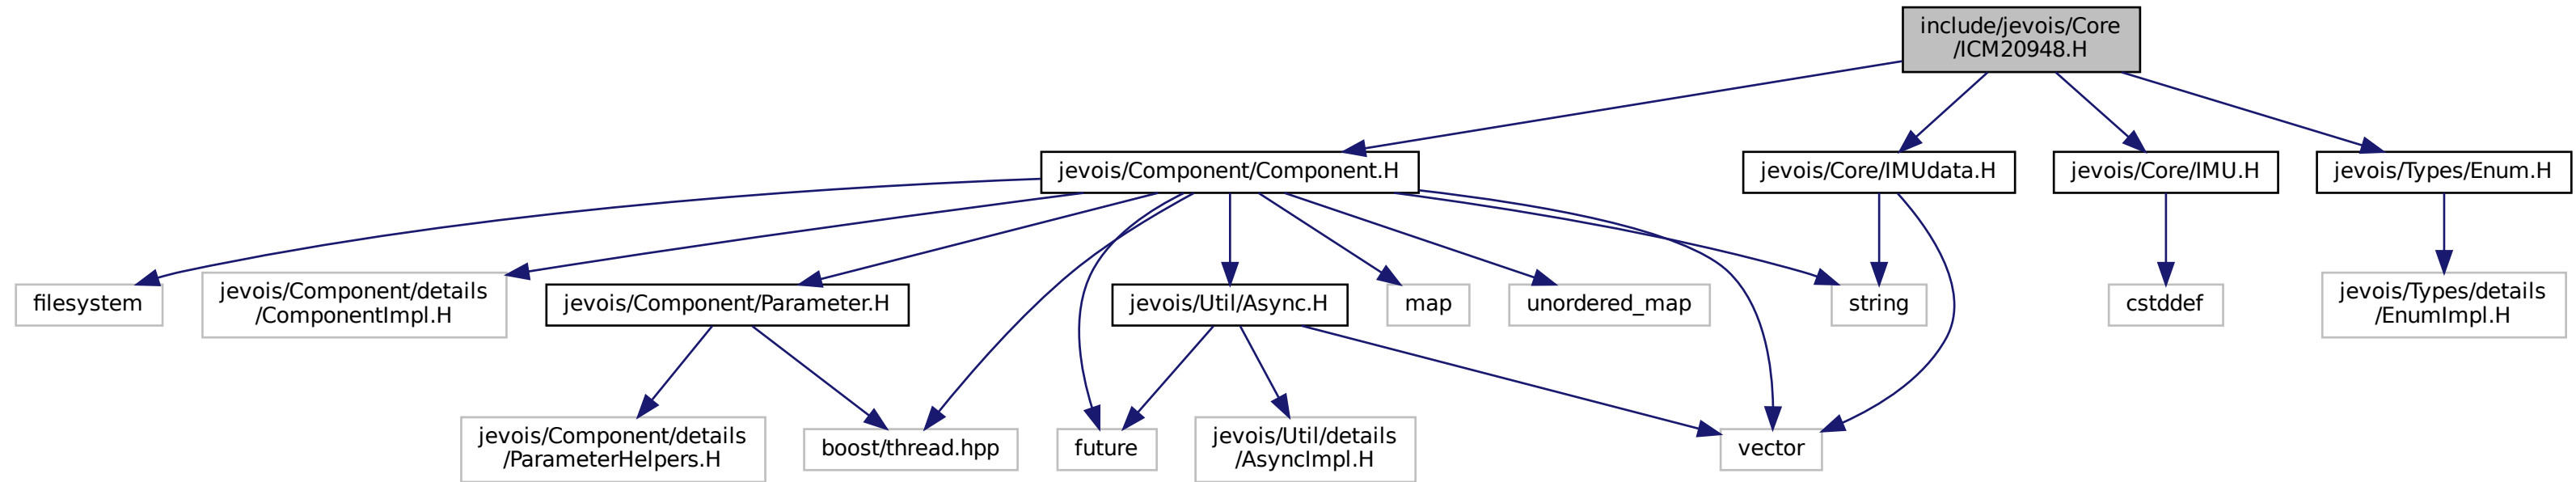 include/jevois/Core
/ICM20948.H
jevois/Component/Component.H
jevois/Core/IMUdata.H
jevois/Core/IMU.H
jevois/Types/Enum.H
filesystem
jevois/Component/details
/ComponentImpl.H
jevois/Component/Parameter.H
jevois/Util/Async.H
map
unordered_map
string
cstddef
jevois/Types/details
/EnumImpl.H
jevois/Component/details
/ParameterHelpers.H
boost/thread.hpp
future
jevois/Util/details
/AsyncImpl.H
vector